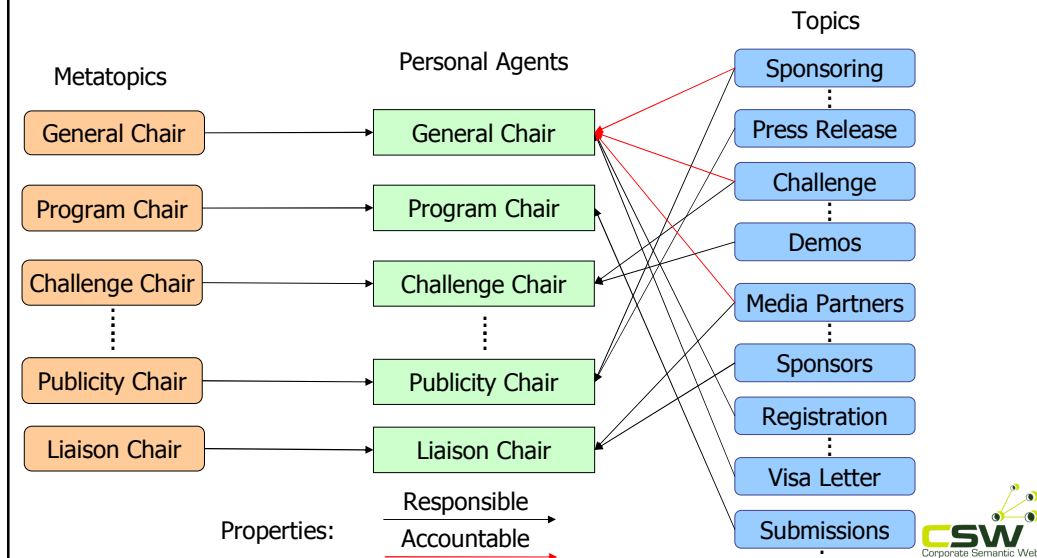 Topics
Metatopics
Personal Agents
Sponsoring
General Chair
General Chair
Press Release
Program Chair
Program Chair
Challenge
Demos
Challenge Chair
Challenge Chair
Media Partners
Publicity Chair
Publicity Chair
Sponsors
Registration
Liaison Chair
Liaison Chair
Visa Letter
Responsible
Properties:
Accountable
Submissions
CSW
Corporate Semantic Web